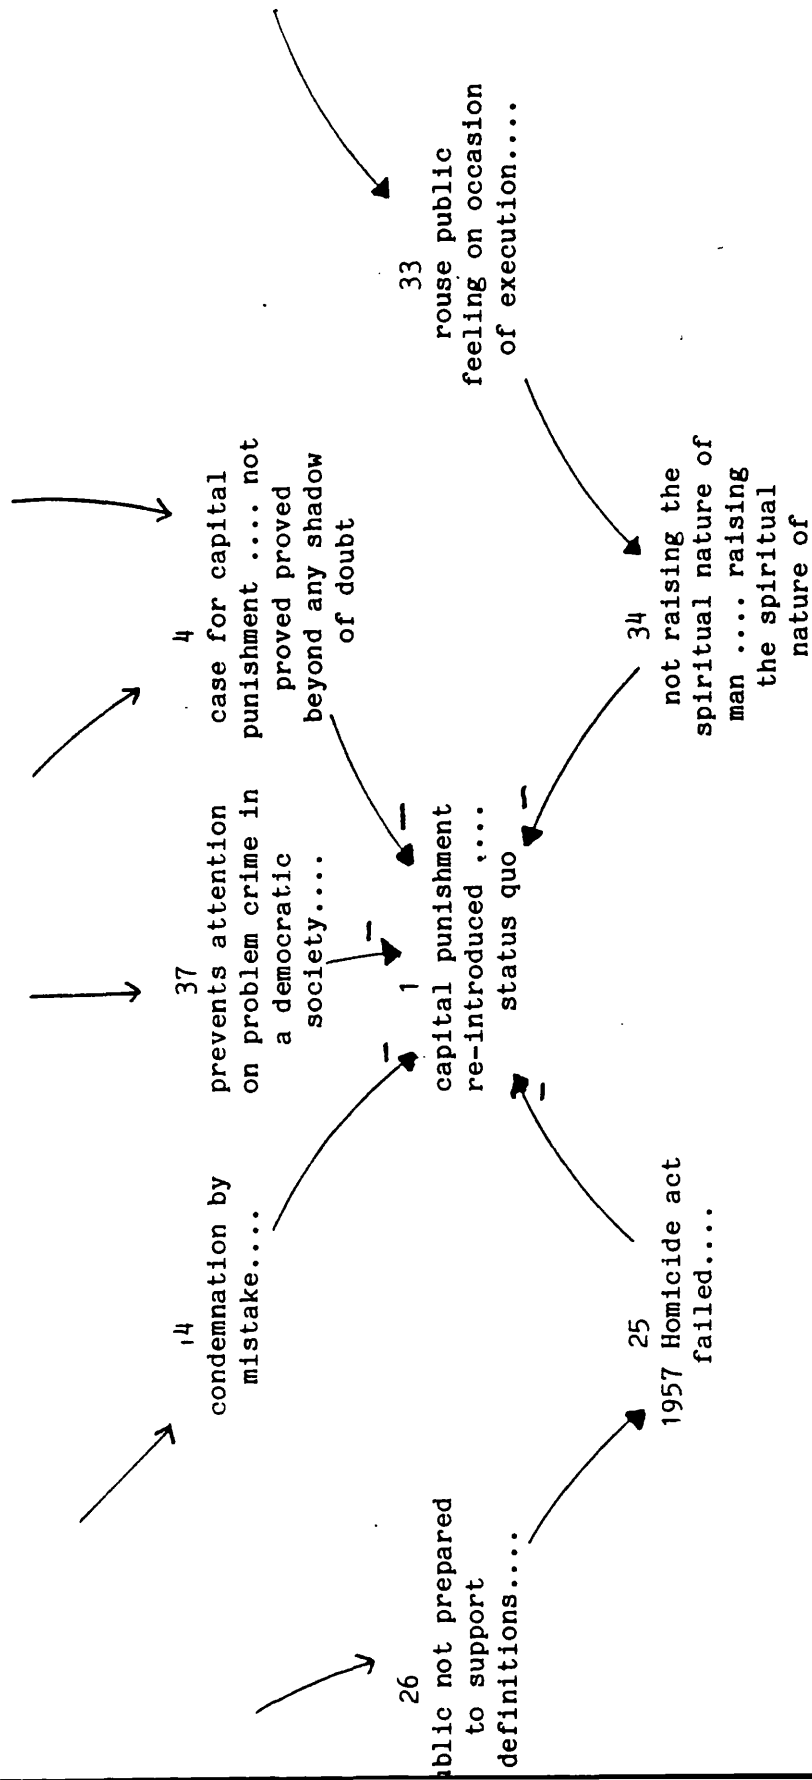 14
condemnation by
mistake....
37
prevents attention
on problem crime in
a democratic
society....
4
case for capital
punishment .... not
proved proved
beyond any shadow
of doubt
26
ublic not prepared
to support
definitions....
1
capital punishment
re-introduced ....
status quo
33
rouse public
feeling on occasion
of execution....
25
1957 Homicide act
failed....
34
not raising the
spiritual nature of
man .... raising
the spiritual
nature of
-
-
-
-
-